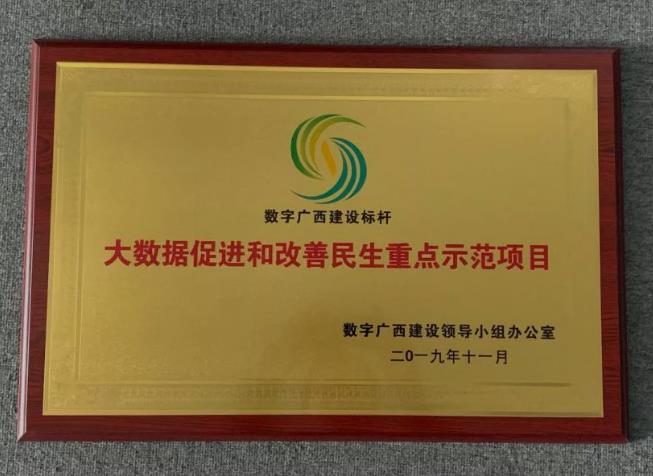 数字广西建设标杆
大数据促进和改善民生重点示范项目
数字广西建设领导小组办公室
二0一九年十一月